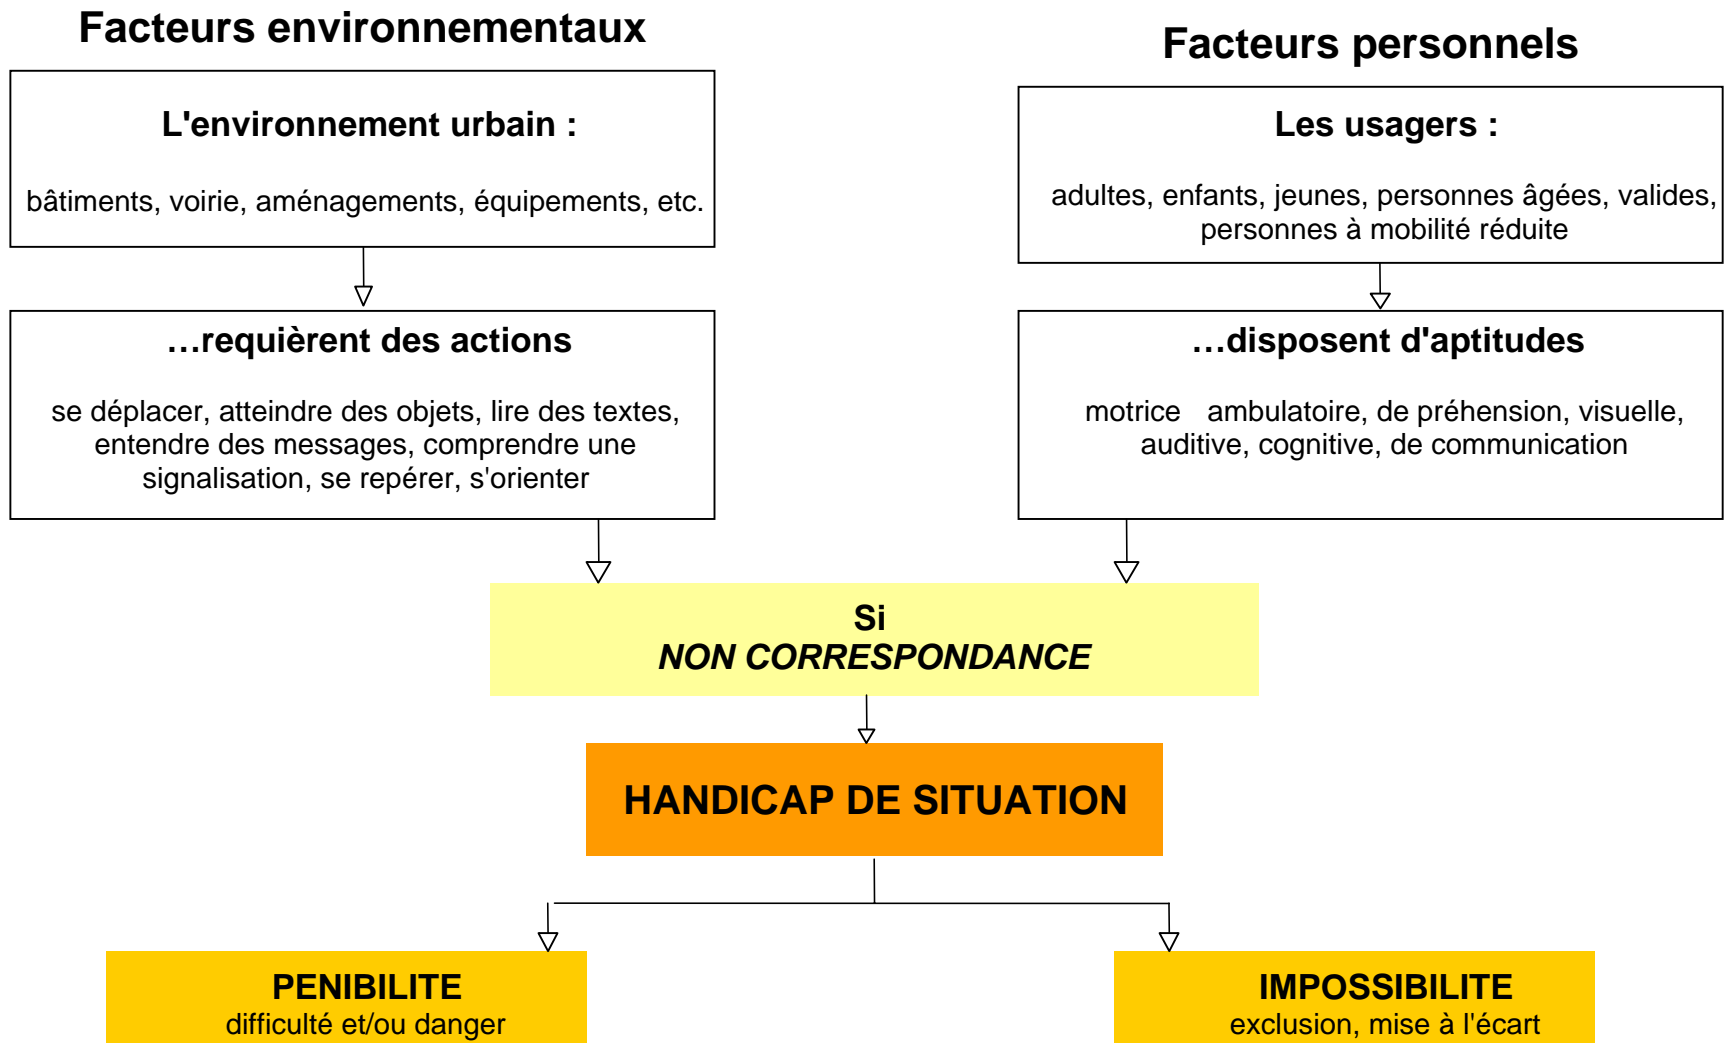 Facteurs environnementaux
L'environnement urbain :
bâtiments, voirie, aménagements, équipements, etc.
…requièrent des actions
se déplacer, atteindre des objets, lire des textes,
entendre des messages, comprendre une
signalisation, se repérer, s'orienter
Facteurs personnels
Les usagers :
adultes, enfants, jeunes, personnes âgées, valides,
personnes à mobilité réduite
…disposent d'aptitudes
motrice ambulatoire, de préhension, visuelle,
auditive, cognitive, de communication
Si
NON CORRESPONDANCE
HANDICAP DE SITUATION
PENIBILITE
difficulté et/ou danger
IMPOSSIBILITE
exclusion, mise à l'écart